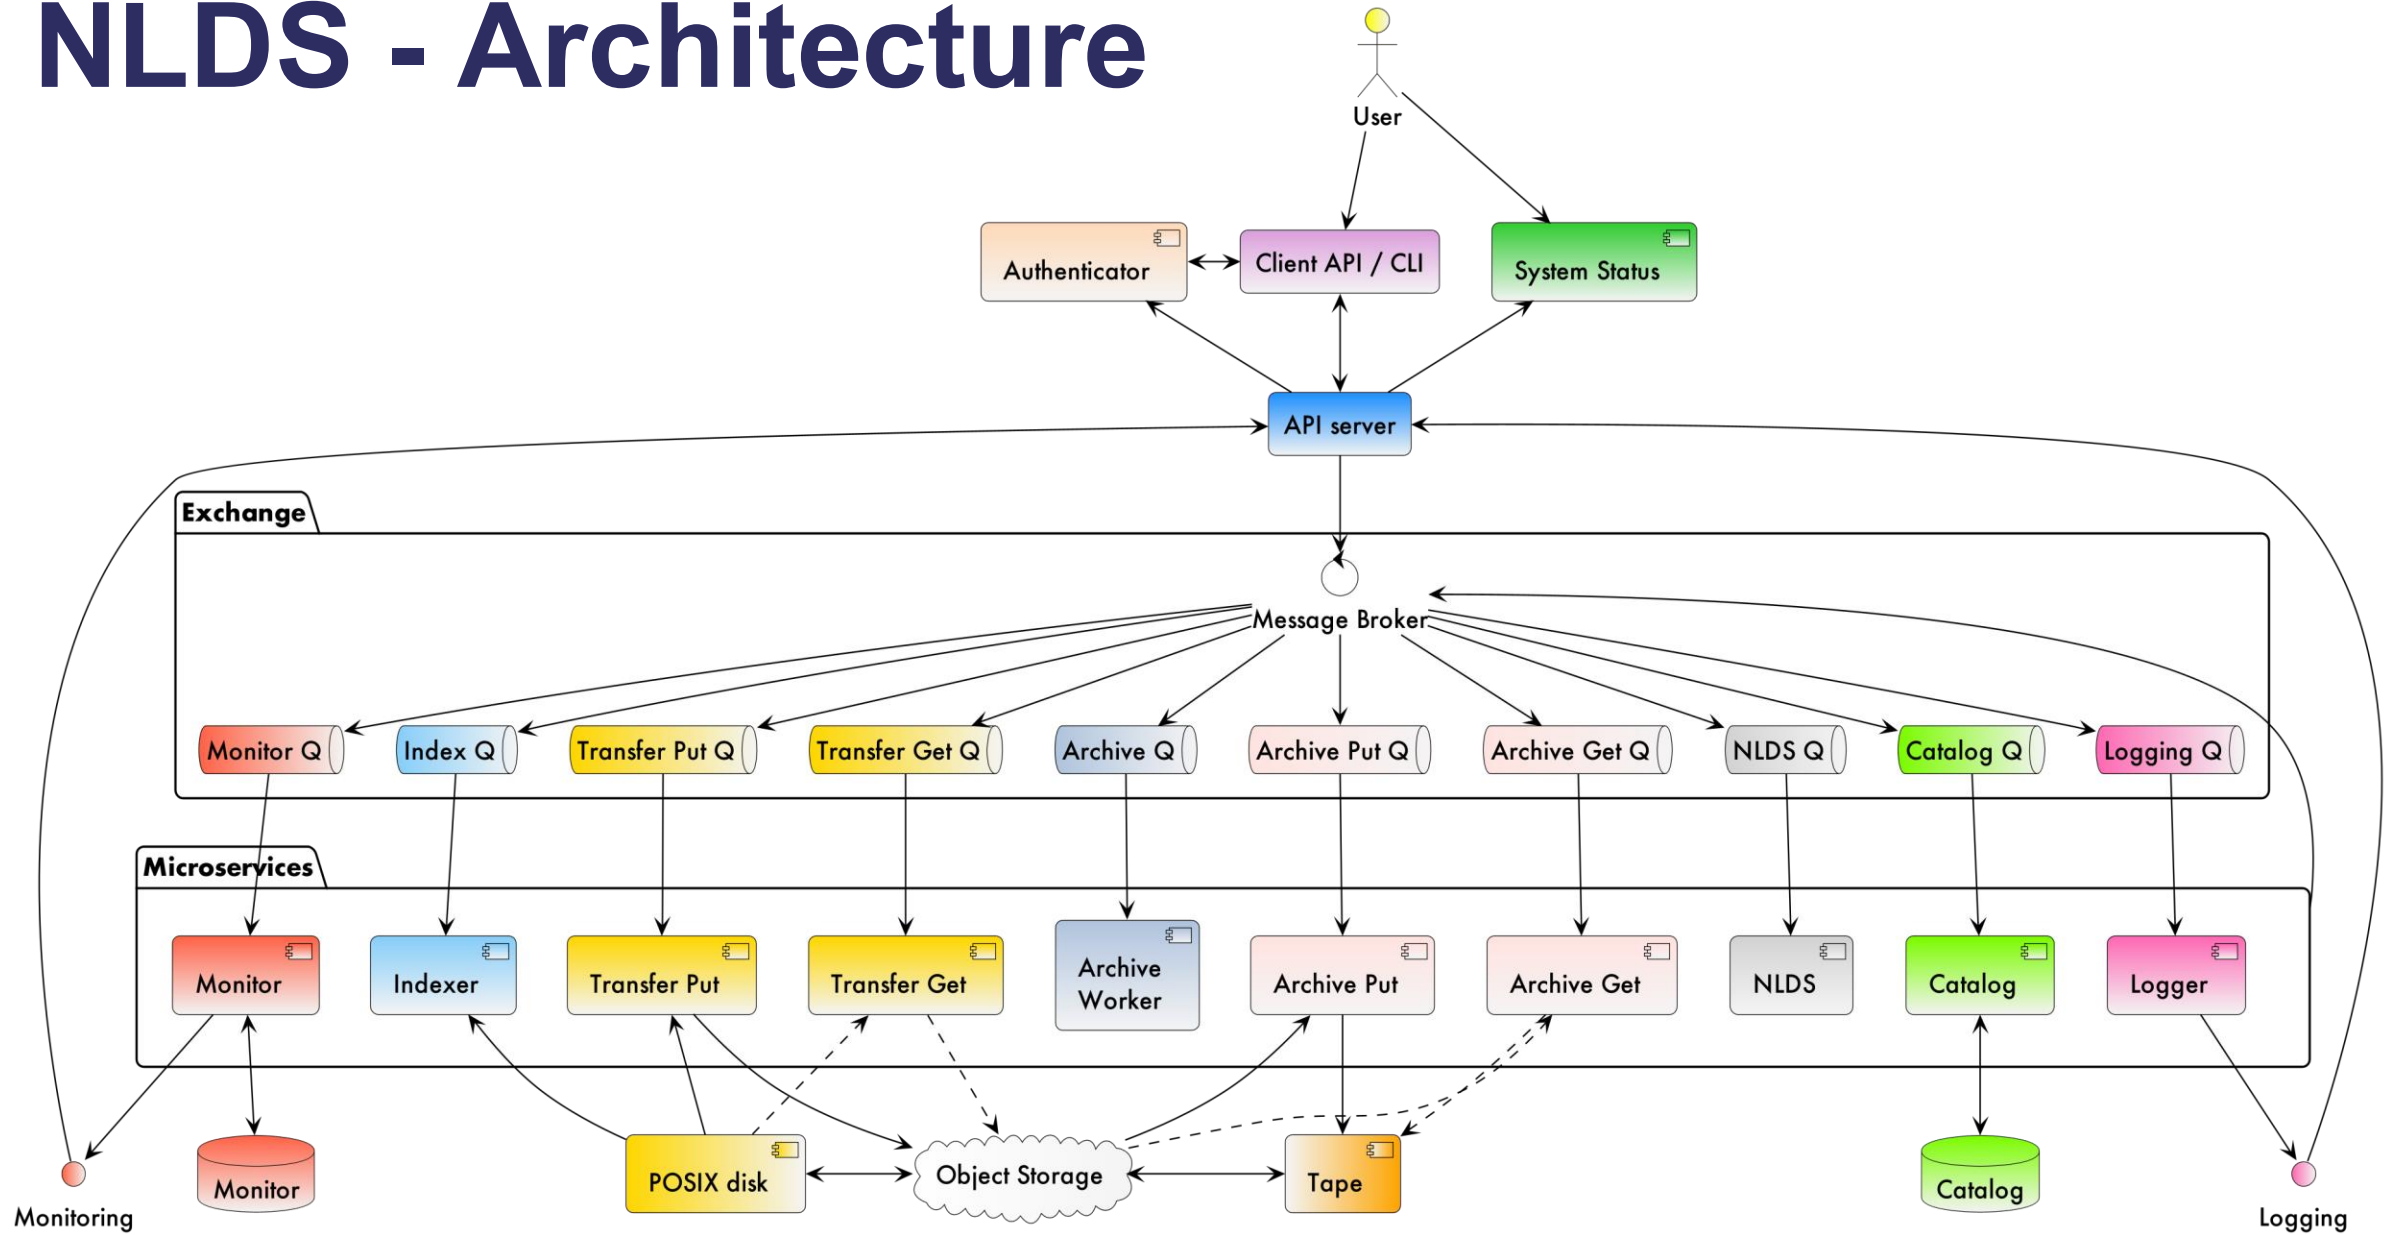 NLDS - Architecture
User
Authenticator
Client API / CLI
System Status
API server
Exchange
Message Broker
Monitor Q
Index Q
Transfer Put Q
Transfer Get Q
Archive Q
Archive Put Q
Archive Get Q
NLDS Q
Catalog Q
Logging Q
Microservices
Monitor
Indexer
Transfer Put
Transfer Get
Archive
Worker
Archive Put
Archive Get
NLDS
Catalog
Logger
Monitoring
Monitor
POSIX disk
Object Storage
Tape
Catalog
Logging